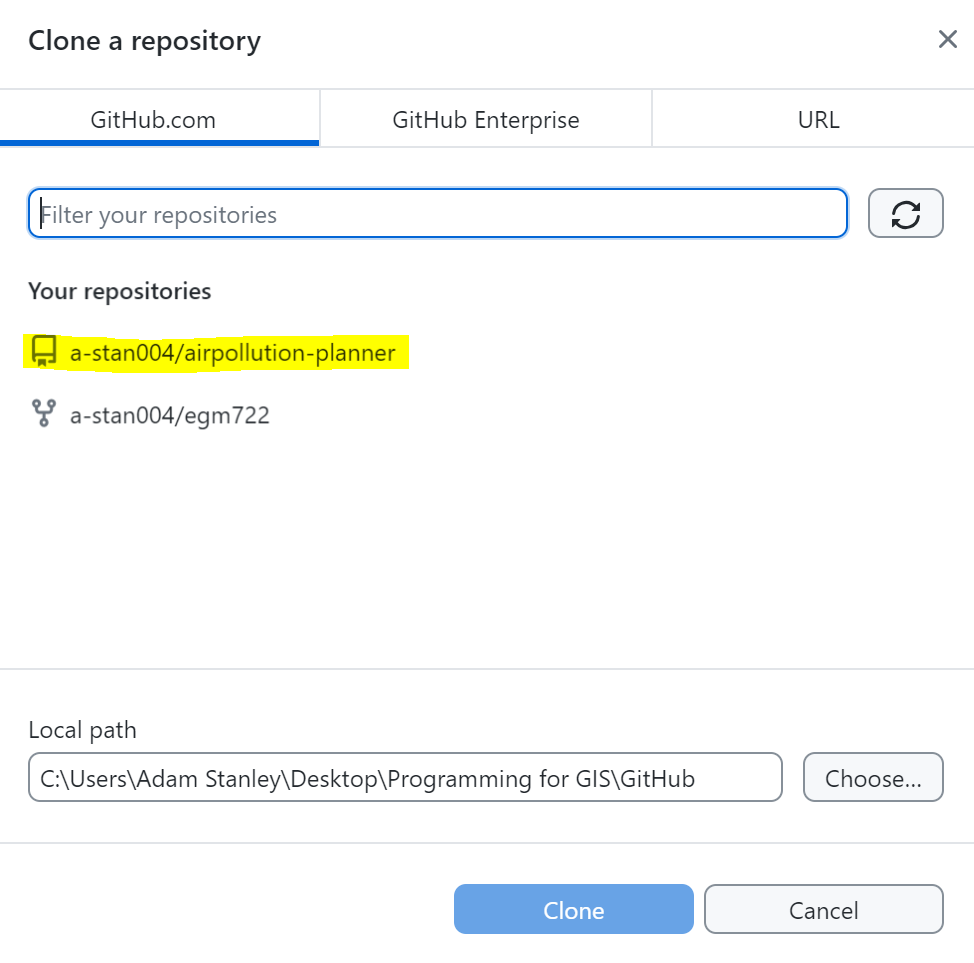 Clone a repository
GitHub.com
GitHub Enterprise
URL
Filter your repositories
Your repositories
a-stan004/airpollution-planner
a-stan004/egm722
Local path
C:\Users\Adam Stanley\Desktop\Programming for GIS\GitHub
Choose...
Clone
Cancel